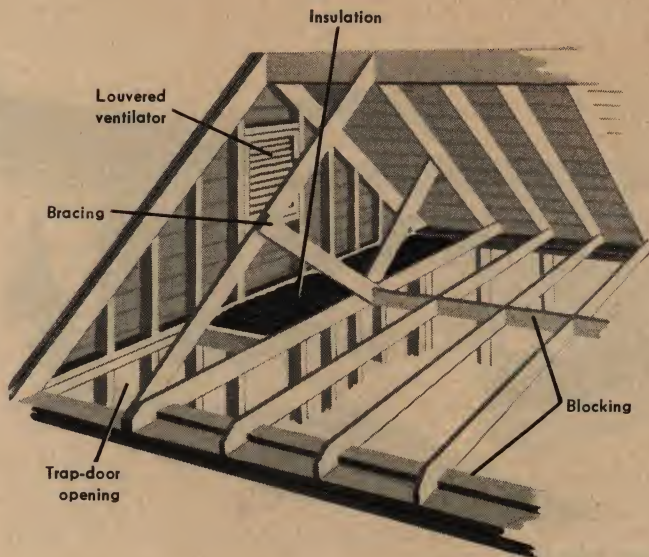 Insulation
Louvered
ventilator
Bracing
Blocking
Trap-door
opening